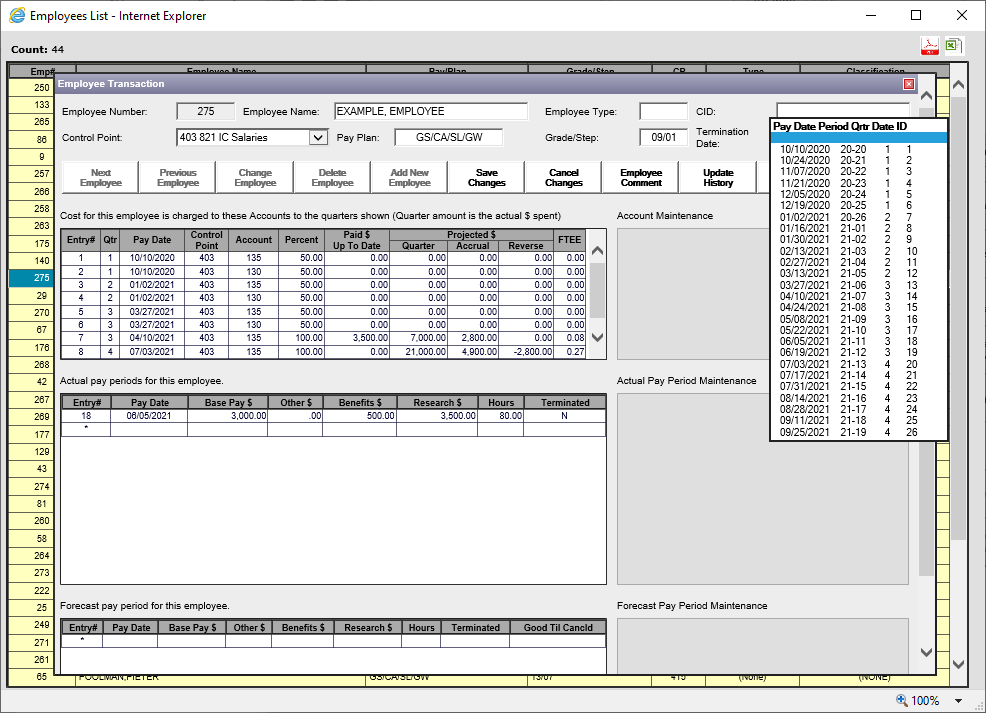 Employees List - Internet Explorer
Count: 44
Emp# Employee Name Pay/Plan Grade/Step CP Type Classification
Employee Transaction
Employee Number: 275 Employee Name: EXAMPLE, EMPLOYEE Employee Type: CID:
Control Point: 403 821 IC Salaries Pay Plan: GS/CA/SL/GW Grade/Step: 09/01 Termination Date:
Next Employee Previous Employee Change Employee Delete Employee Add New Employee Save Changes Cancel Changes Employee Comment Update History
Cost for this employee is charged to these Accounts to the quarters shown (Quarter amount is the actual $ spent) Account Maintenance
Entry# Qtr Pay Date Control Point Account Percent Paid $ Up To Date Projected $ Quarter Accrual Reverse FTEE
1 1 10/10/2020 403 135 50.00 0.00 0.00 0.00 0.00 0.00
2 1 10/10/2020 403 130 50.00 0.00 0.00 0.00 0.00 0.00
3 2 01/02/2021 403 135 50.00 0.00 0.00 0.00 0.00 0.00
4 2 01/02/2021 403 130 50.00 0.00 0.00 0.00 0.00 0.00
5 3 03/27/2021 403 135 50.00 0.00 0.00 0.00 0.00 0.00
6 3 03/27/2021 403 130 50.00 0.00 0.00 0.00 0.00 0.00
7 3 04/10/2021 403 135 100.00 3,500.00 7,000.00 2,800.00 0.00 0.08
8 4 07/03/2021 403 135 100.00 0.00 21,000.00 4,900.00 -2,800.00 0.27
Actual pay periods for this employee. Actual Pay Period Maintenance
Entry# Pay Date Base Pay $ Other $ Benefits $ Research $ Hours Terminated
18 06/05/2021 3,000.00 .00 500.00 3,500.00 80.00 N
*
Forecast pay period for this employee. Forecast Pay Period Maintenance
Entry# Pay Date Base Pay $ Other $ Benefits $ Research $ Hours Terminated Good Til Cancld
*
Pay Date Period Qrtr Date ID
10/10/2020 20-20 1 1
10/24/2020 20-21 1 2
11/07/2020 20-22 1 3
11/21/2020 20-23 1 4
12/05/2020 20-24 1 5
12/19/2020 20-25 1 6
01/02/2021 20-26 2 7
01/16/2021 21-01 2 8
01/30/2021 21-02 2 9
02/13/2021 21-03 2 10
02/27/2021 21-04 2 11
03/13/2021 21-05 2 12
03/27/2021 21-06 3 13
04/10/2021 21-07 3 14
04/24/2021 21-08 3 15
05/08/2021 21-09 3 16
05/22/2021 21-10 3 17
06/05/2021 21-11 3 18
06/19/2021 21-12 3 19
07/03/2021 21-13 4 20
07/17/2021 21-14 4 21
07/31/2021 21-15 4 22
08/14/2021 21-16 4 23
08/28/2021 21-17 4 24
09/11/2021 21-18 4 25
09/25/2021 21-19 4 26
250
133
265
86
9
257
266
258
263
175
140
275
29
270
67
176
268
42
267
269
177
129
43
274
81
260
58
264
273
222
25
249
271
261
65 POOLMAN,PIETER GS/CA/SL/GW 13/07 415 (None) (NONE)
100%